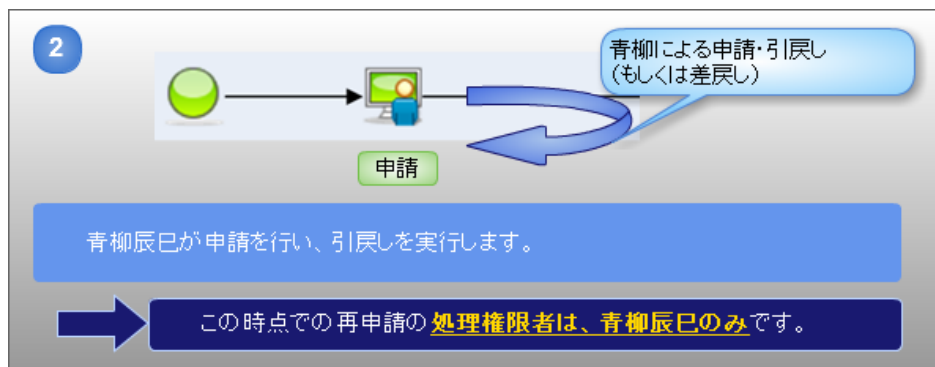 2
青柳による申請・引戻し
(もしくは差戻し)
申請
青柳辰巳が申請を行い、引戻しを実行します。
この時点での再申請の処理権限者は、青柳辰巳のみです。